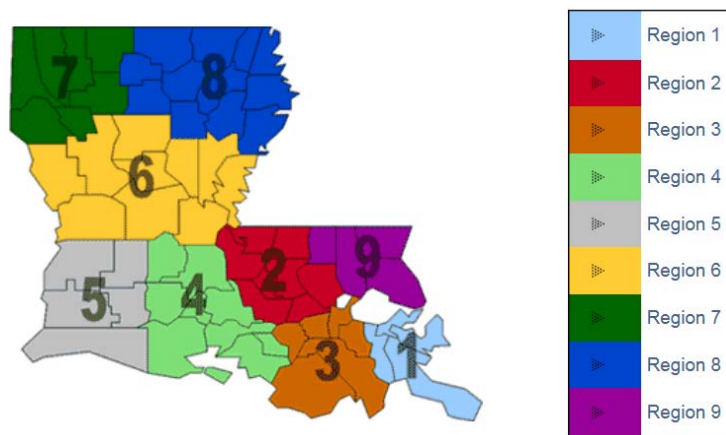 7
8
6
2
9
5
4
3
1
Region 1
Region 2
Region 3
Region 4
Region 5
Region 6
Region 7
Region 8
Region 9